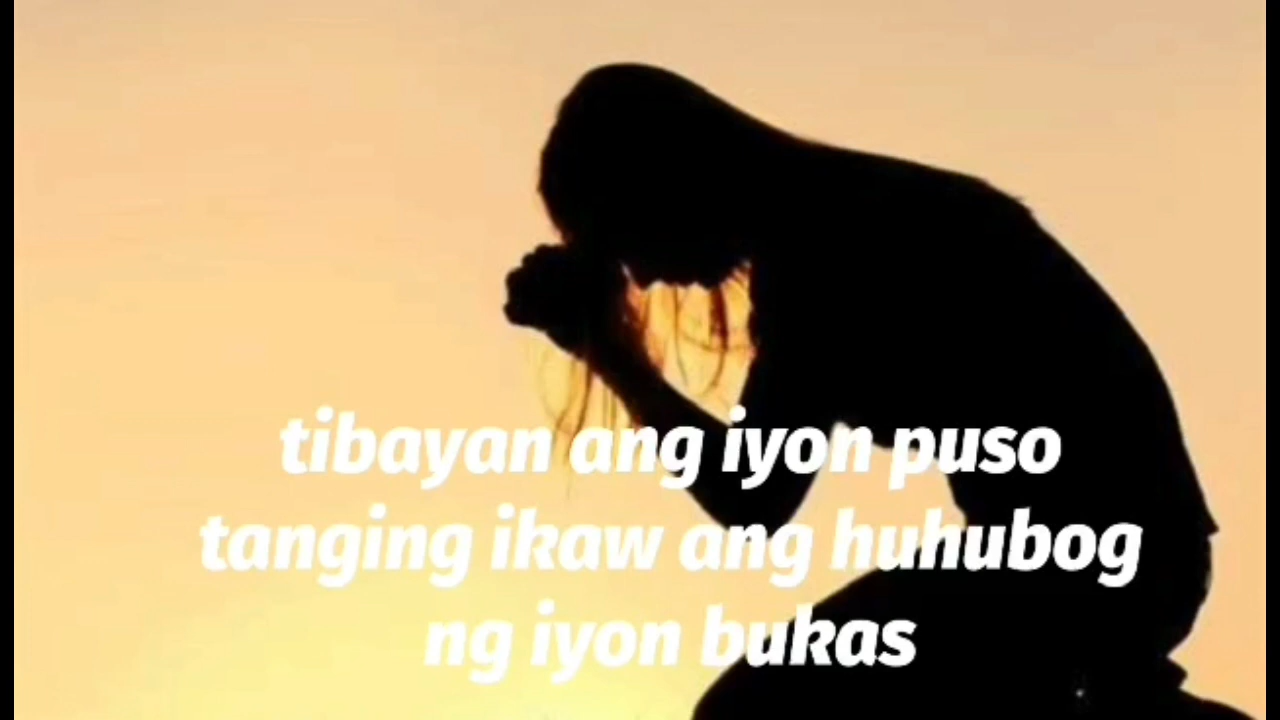 tibayan ang iyon puso
tanging ikaw ang huhubog
ng iyon bukas